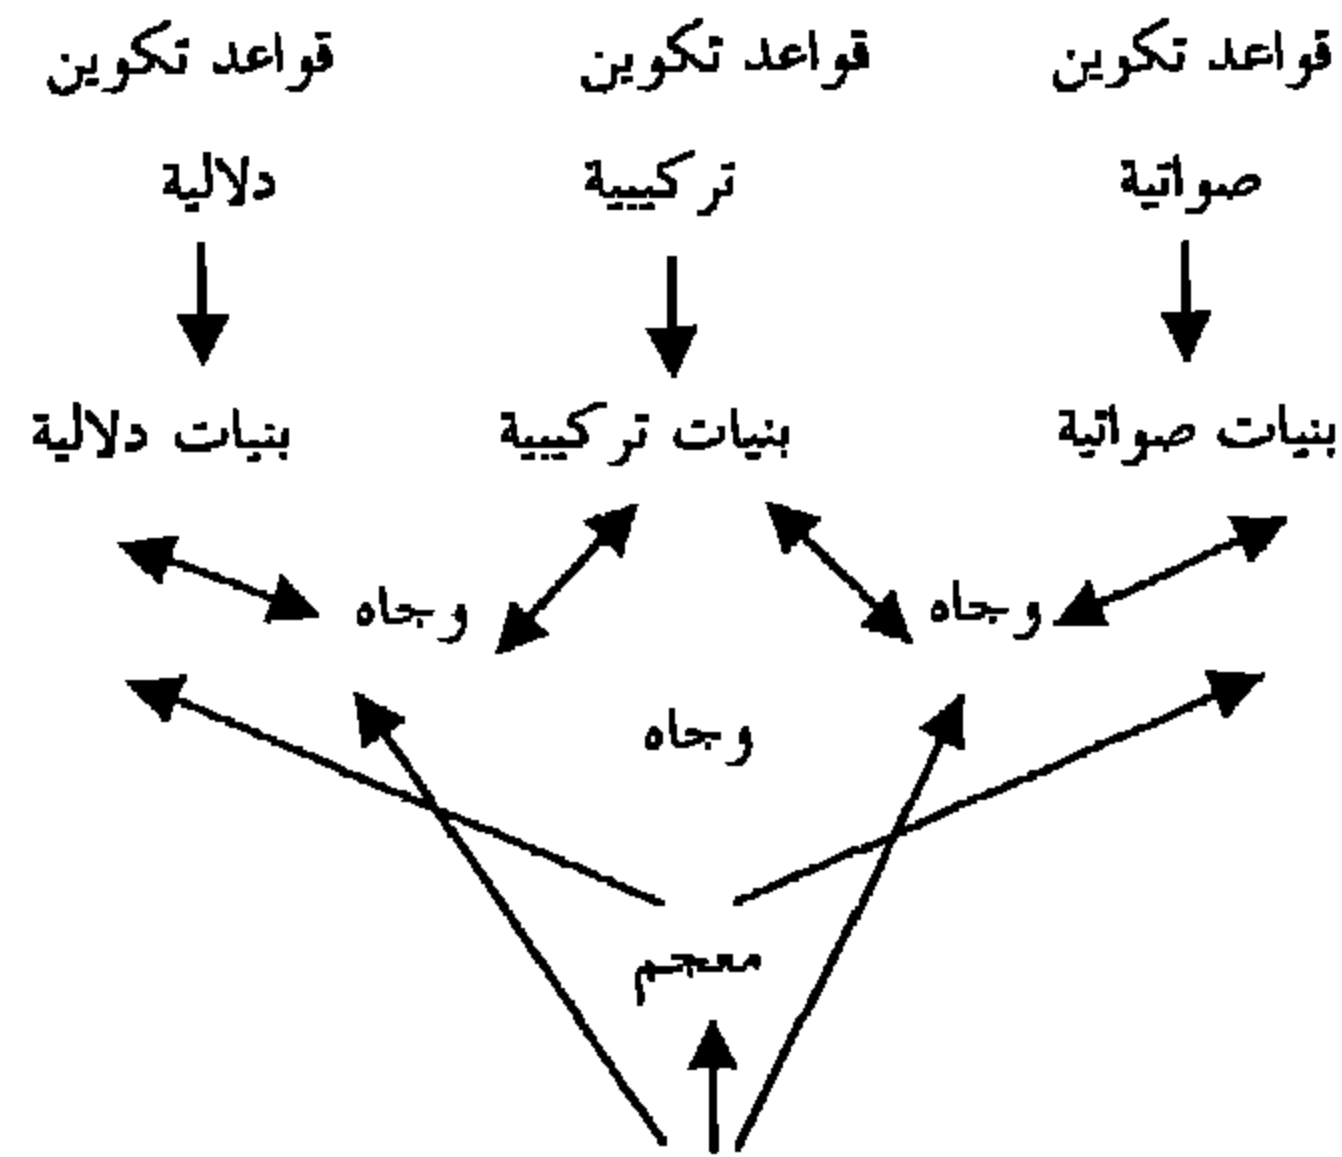 قواعد تكوين قواعد تكوين قواعد تكوين
صواتية تركيبية دلالية
بنيات صواتية بنيات تركيبية بنيات دلالية
وجاه وجاه
وجاه
معجم